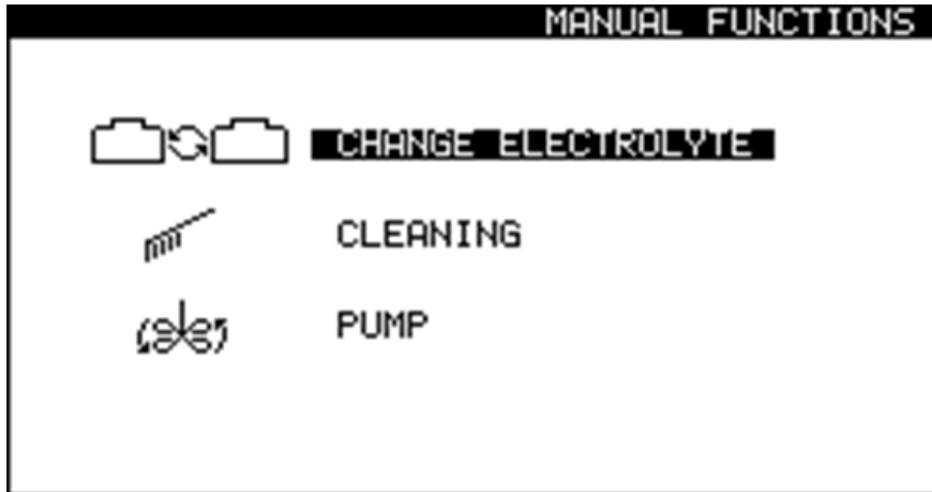 MANUAL FUNCTIONS
CHANGE ELECTROLYTE
CLEANING
PUMP